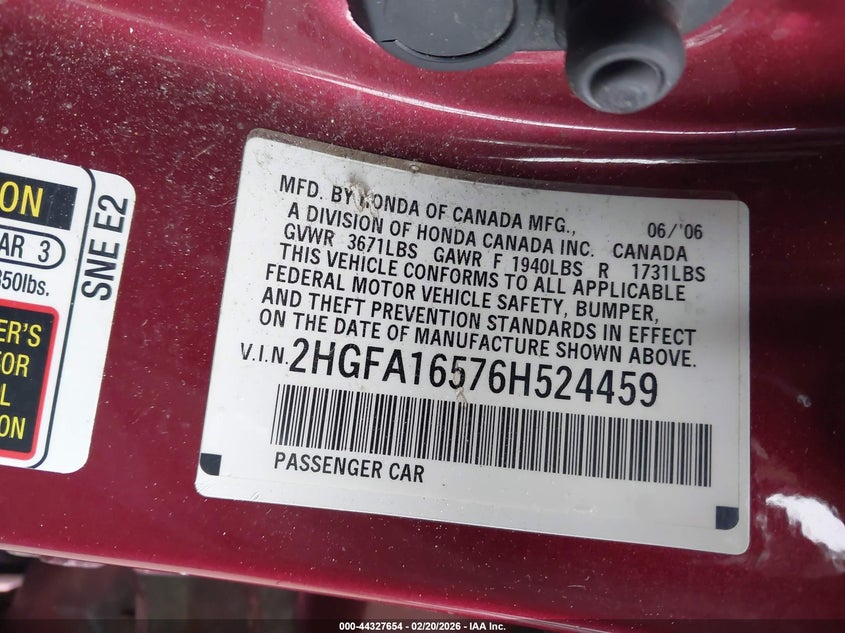 ON
AR 3
350lbs.
ER'S
OR
L
ON
SNE E2
MFD. BY HONDA OF CANADA MFG., 06/'06
A DIVISION OF HONDA CANADA INC. CANADA
GVWR 3671LBS GAWR F 1940LBS R 1731LBS
THIS VEHICLE CONFORMS TO ALL APPLICABLE
FEDERAL MOTOR VEHICLE SAFETY, BUMPER,
AND THEFT PREVENTION STANDARDS IN EFFECT
ON THE DATE OF MANUFACTURE SHOWN ABOVE.
V.I.N. 2HGFA16576H524459
PASSENGER CAR
000-44327654 - 02/20/2026 - IAA Inc.